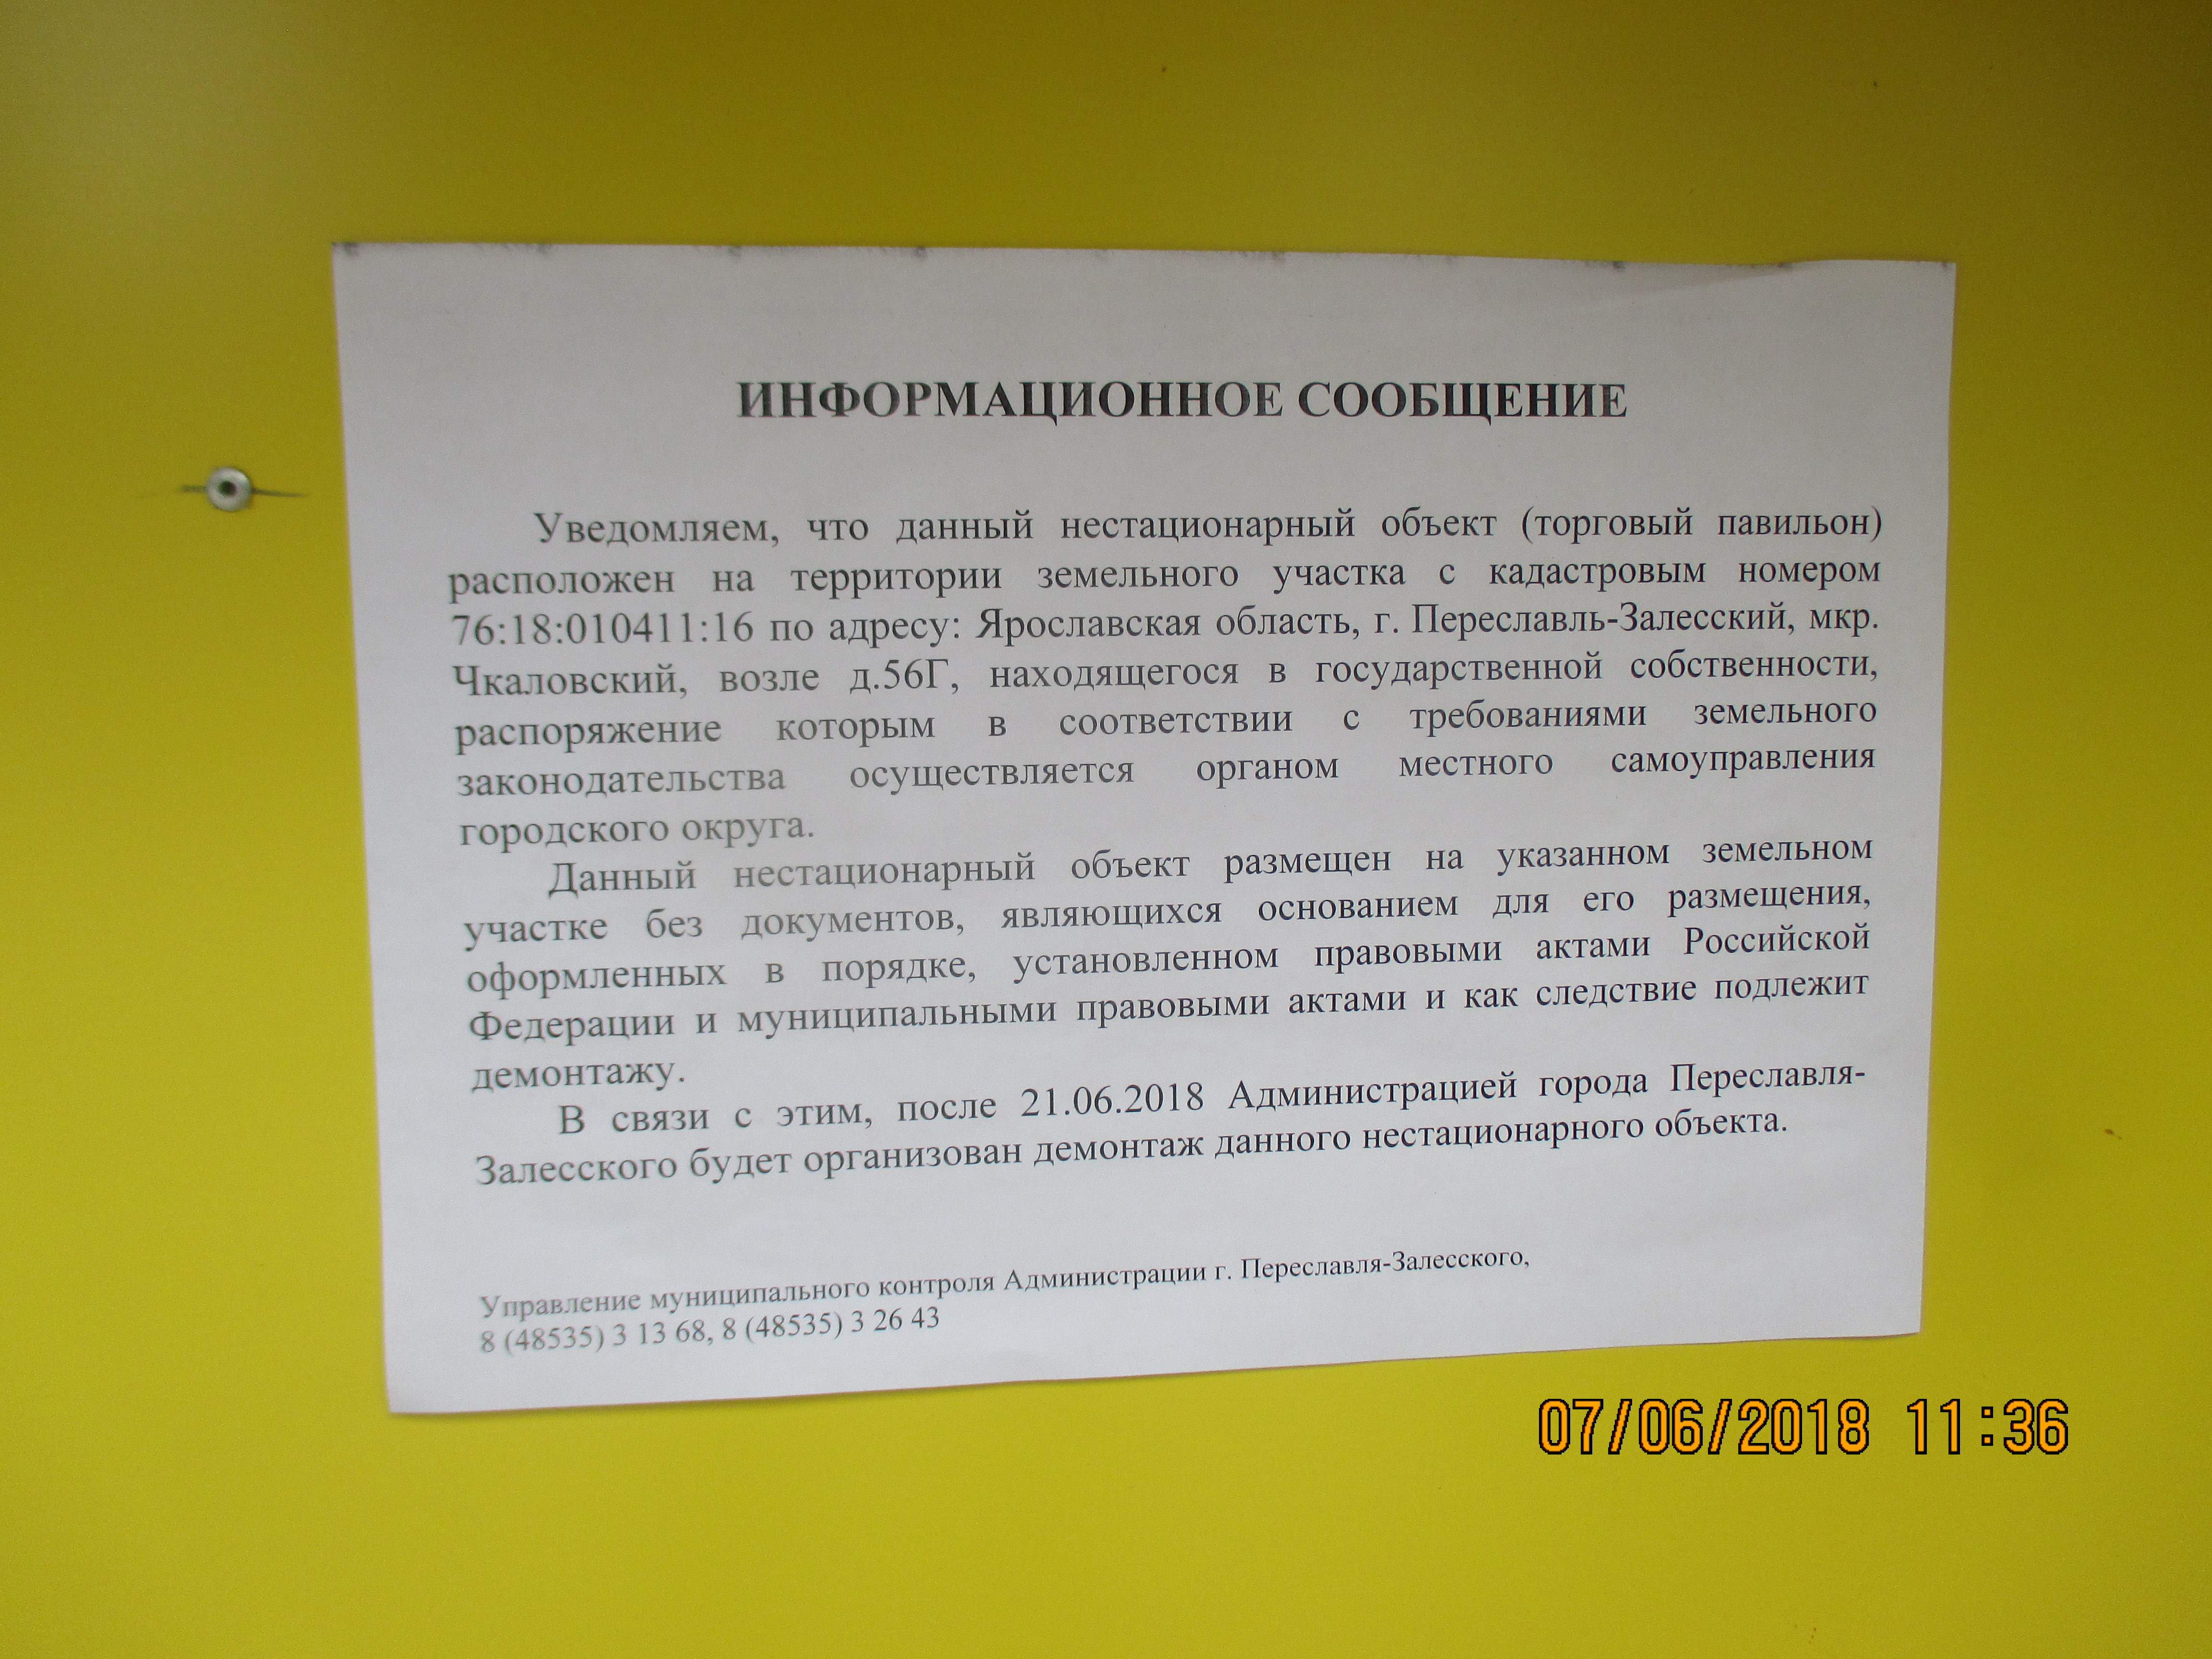 ИНФОРМАЦИОННОЕ СООБЩЕНИЕ
Уведомляем, что данный нестационарный объект (торговый павильон)
расположен на территории земельного участка с кадастровым номером
76:18:010411:16 по адресу: Ярославская область, г. Переславль-Залесский, мкр.
Чкаловский, возле д.56Г, находящегося в государственной собственности,
распоряжение которым в соответствии с требованиями земельного
законодательства осуществляется органом местного самоуправления
городского округа.
Данный нестационарный объект размещен на указанном земельном
участке без документов, являющихся основанием для его размещения,
оформленных в порядке, установленном правовыми актами Российской
Федерации и муниципальными правовыми актами и как следствие подлежит
демонтажу.
В связи с этим, после 21.06.2018 Администрацией города Переславля-
Залесского будет организован демонтаж данного нестационарного объекта.
Управление муниципального контроля Администрации г. Переславля-Залесского,
8 (48535) 3 13 68, 8 (48535) 3 26 43
07/06/2018 11:36